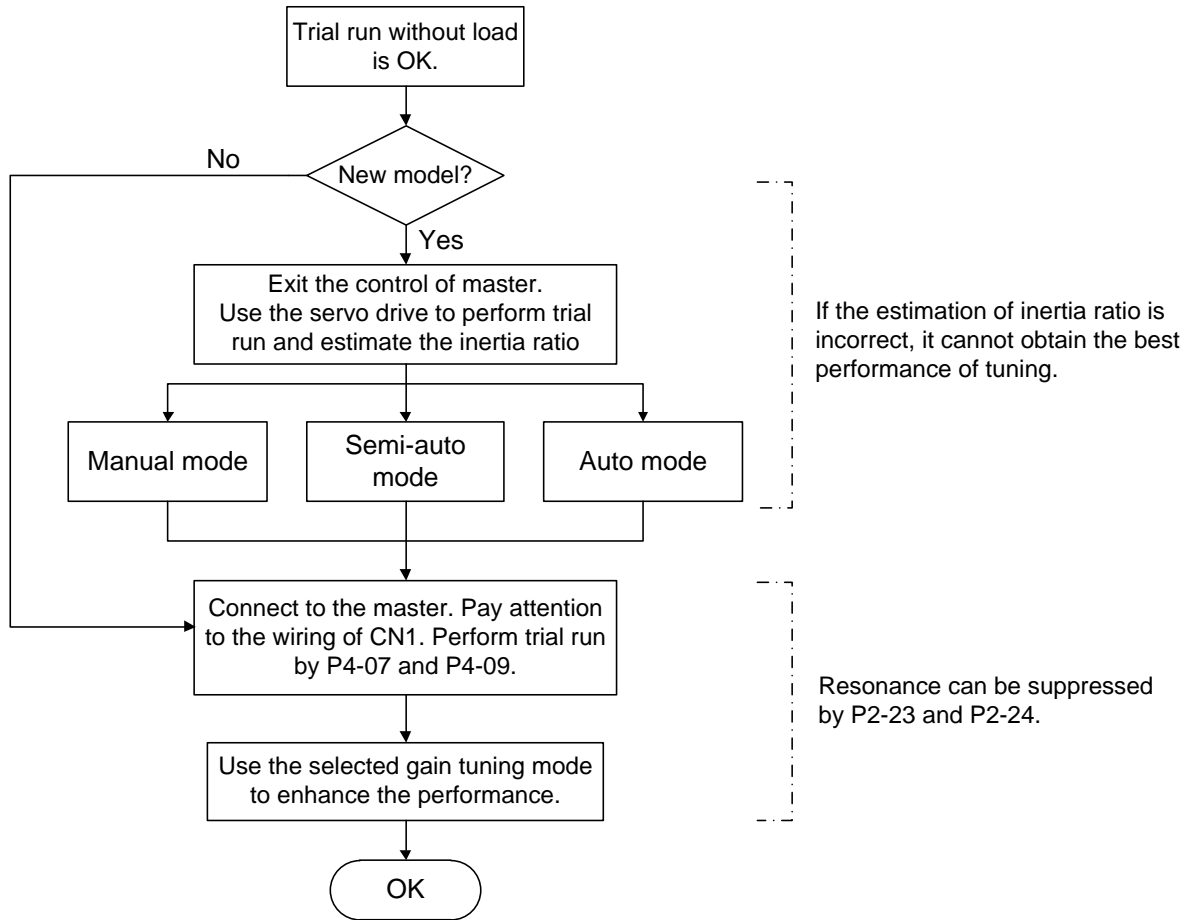 Trial run without load
is OK.
No
New model?
Yes
Exit the control of master.
Use the servo drive to perform trial
run and estimate the inertia ratio
If the estimation of inertia ratio is
incorrect, it cannot obtain the best
performance of tuning.
Manual mode
Semi-auto
mode
Auto mode
Connect to the master. Pay attention
to the wiring of CN1. Perform trial run
by P4-07 and P4-09.
Resonance can be suppressed
by P2-23 and P2-24.
Use the selected gain tuning mode
to enhance the performance.
OK